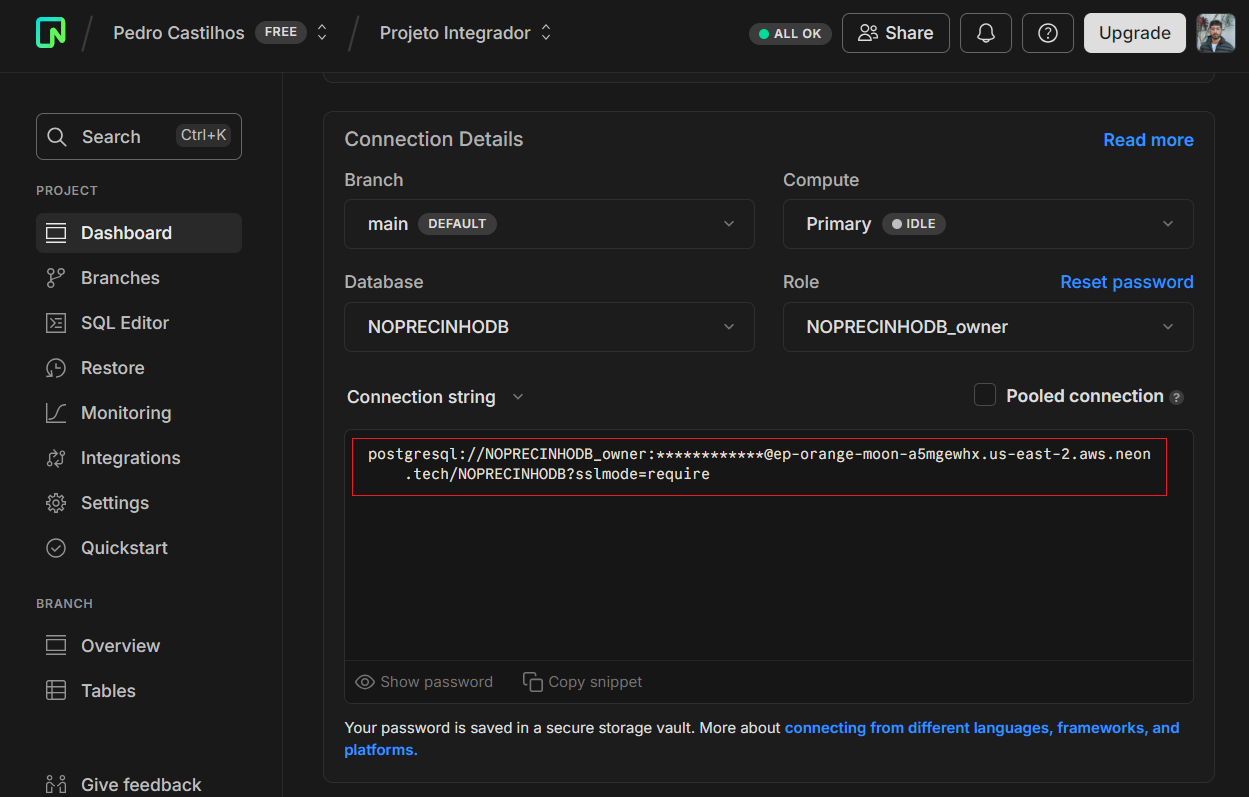 Pedro Castilhos FREE
Projeto Integrador
ALL OK
Share
Upgrade
Search Ctrl+K
PROJECT
Dashboard
Branches
SQL Editor
Restore
Monitoring
Integrations
Settings
Quickstart
BRANCH
Overview
Tables
Give feedback
Connection Details
Read more
Branch
main DEFAULT
Compute
Primary IDLE
Database
NOPRECINHODB
Role
Reset password
NOPRECINHODB_owner
Connection string
Pooled connection ?
postgresql://NOPRECINHODB_owner:************@ep-orange-moon-a5mgewhx.us-east-2.aws.neon
.tech/NOPRECINHODB?sslmode=require
Show password
Copy snippet
Your password is saved in a secure storage vault. More about connecting from different languages, frameworks, and
platforms.